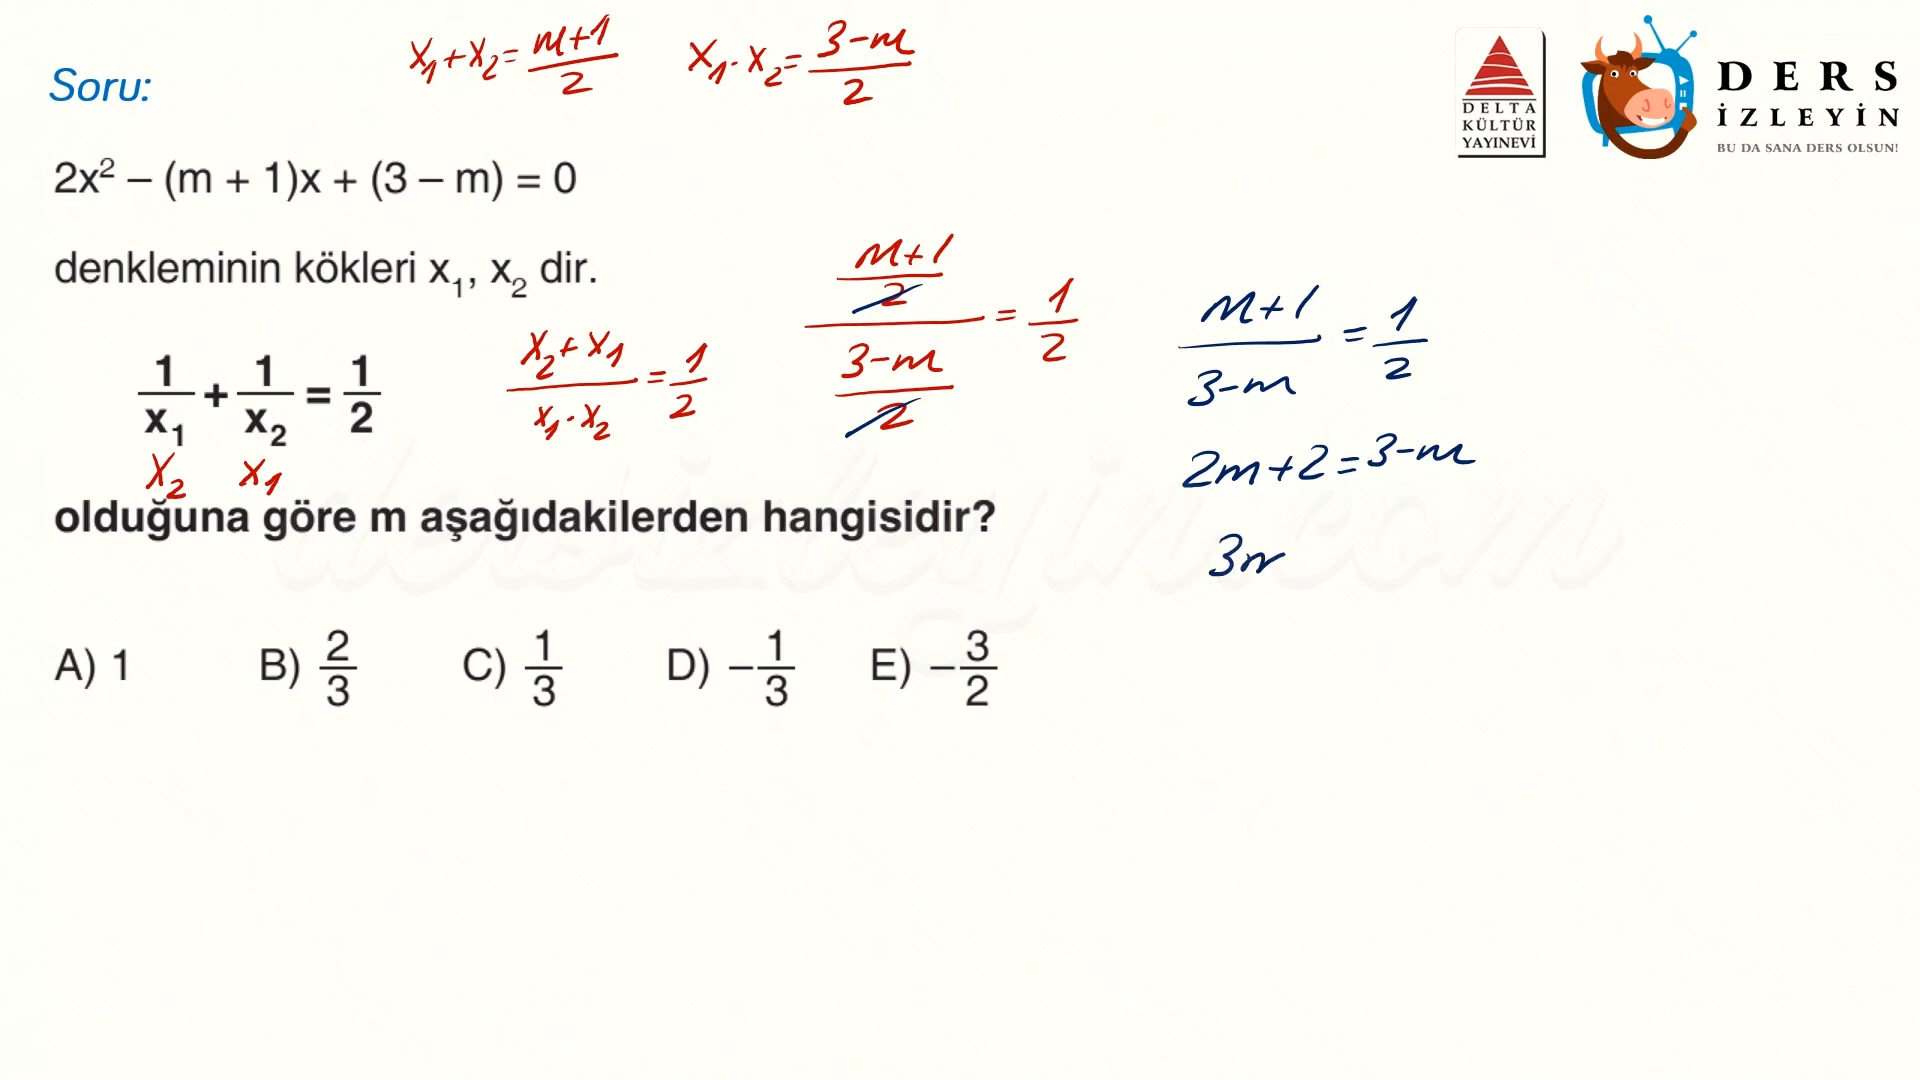 x₁+x₂=(m+1)/2 x₁·x₂=(3-m)/2
Soru:
DELTA
KÜLTÜR
YAYINEVİ
DERS
İZLEYİN
BU DA SANA DERS OLSUN!
2x² – (m + 1)x + (3 – m) = 0
denkleminin kökleri x₁, x₂ dir.
1/x₁ + 1/x₂ = 1/2
x₂ x₁
(x₂+x₁)/(x₁·x₂)=1/2
((m+1)/2)/((3-m)/2)=1/2
(m+1)/(3-m)=1/2
2m+2=3-m
3m
olduğuna göre m aşağıdakilerden hangisidir?
dersizleyin.com
A) 1 B) 2/3 C) 1/3 D) –1/3 E) –3/2